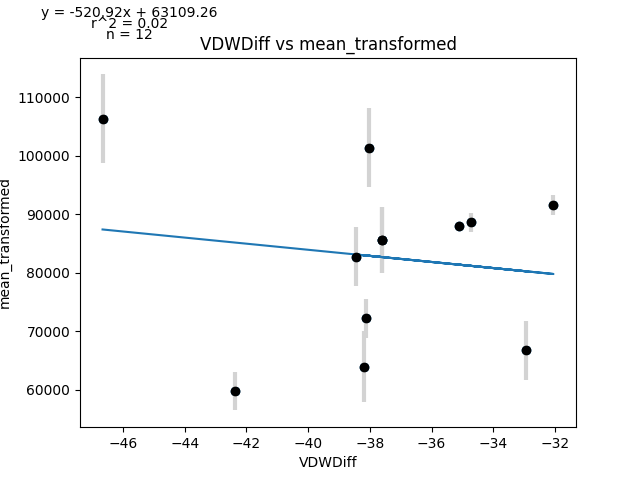 y = -520.92x + 63109.26
r^2 = 0.02
n = 12
VDWDiff vs mean_transformed
110000
100000
90000
80000
70000
60000
mean_transformed
−46 −44 −42 −40 −38 −36 −34 −32
VDWDiff